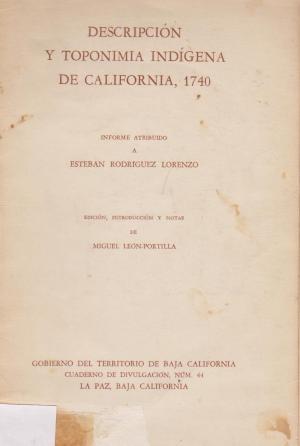 DESCRIPCIÓN
Y TOPONIMIA INDÍGENA
DE CALIFORNIA, 1740
INFORME ATRIBUIDO
A
ESTEBAN RODRIGUEZ LORENZO
EDICIÓN, INTRODUCCIÓN Y NOTAS
DE
MIGUEL LEÓN-PORTILLA
GOBIERNO DEL TERRITORIO DE BAJA CALIFORNIA
CUADERNO DE DIVULGACIÓN, NÚM. 44
LA PAZ, BAJA CALIFORNIA